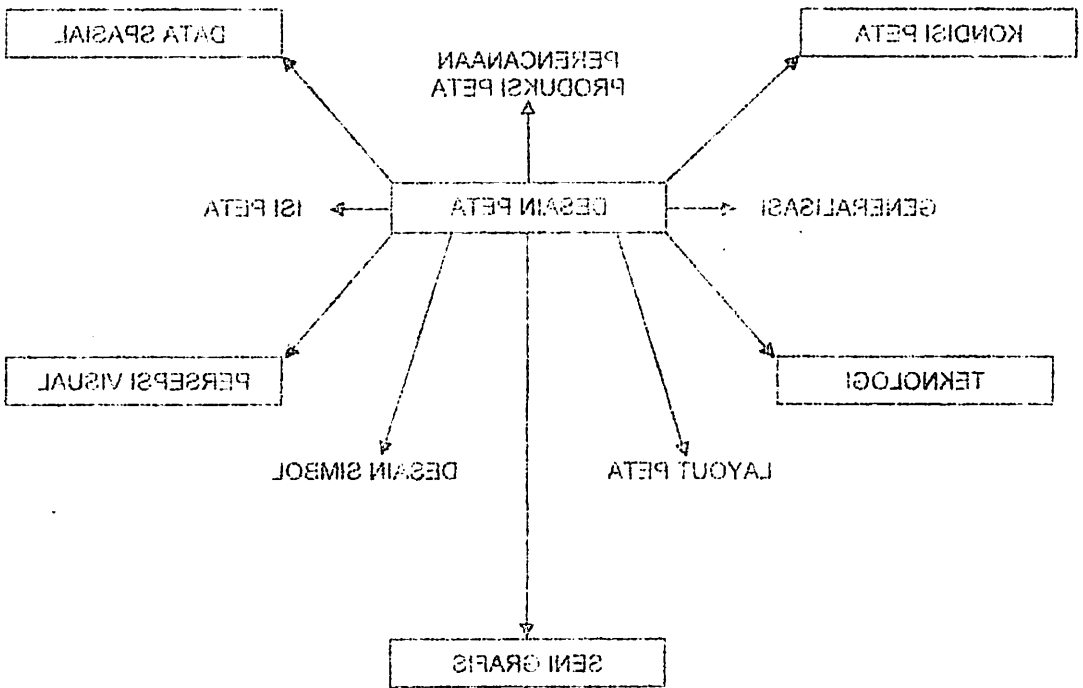 DATA SPASIAL
KONDISI PETA
PERENCANAAN
PRODUKSI PETA
ISI PETA
DESAIN PETA
GENERALISASI
PERSEPSI VISUAL
TEKNOLOGI
DESAIN SIMBOL
LAYOUT PETA
SENI GRAFIS